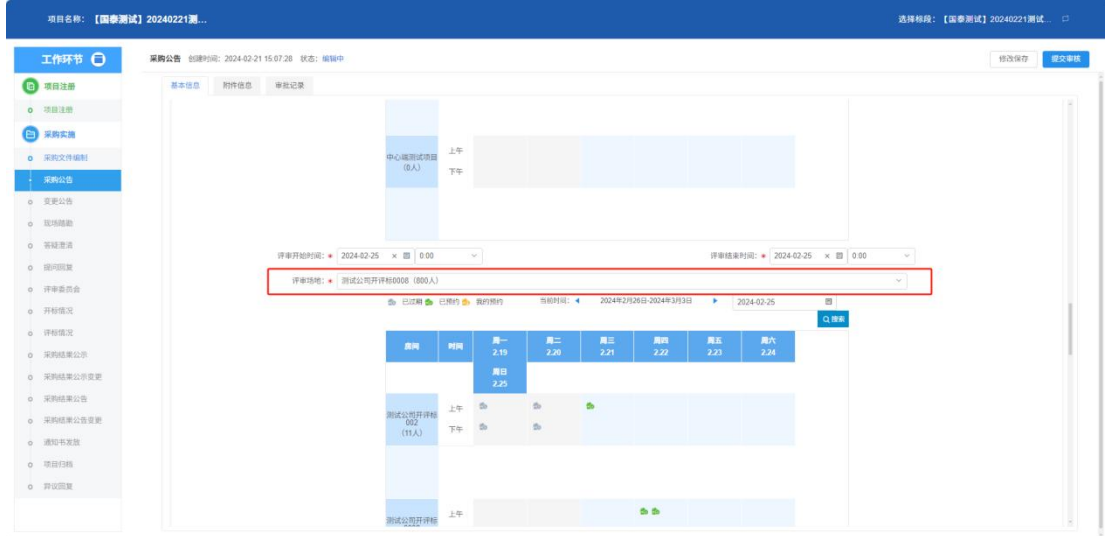 项目名称: 【国泰测试】20240221测...
选择标段: 【国泰测试】20240221测试...
工作环节
采购公告 创建时间: 2024-02-21 15:07:28 状态: 编辑中
修改保存 提交审核
项目注册
项目注册
采购实施
采购文件编制
采购公告
变更公告
现场踏勘
答疑澄清
提问回复
评审委员会
开标情况
评标情况
采购结果公示
采购结果公示变更
采购结果公告
采购结果公告变更
通知书发放
项目归档
异议回复
基本信息 附件信息 审批记录
中心端测试项目
(0人)
上午
下午
评审开始时间: * 2024-02-25 × 0:00
评审结束时间: * 2024-02-25 × 0:00
评审场地: * 测试公司开评标0008（800人）
已过期 已预约 我的预约 当前时间: 2024年2月26日-2024年3月3日 2024-02-25
搜索
房间 时间 周一 周二 周三 周四 周五 周六
2.19 2.20 2.21 2.22 2.23 2.24
周日
2.25
测试公司开评标
002
(11人)
上午
下午
测试公司开评标
上午